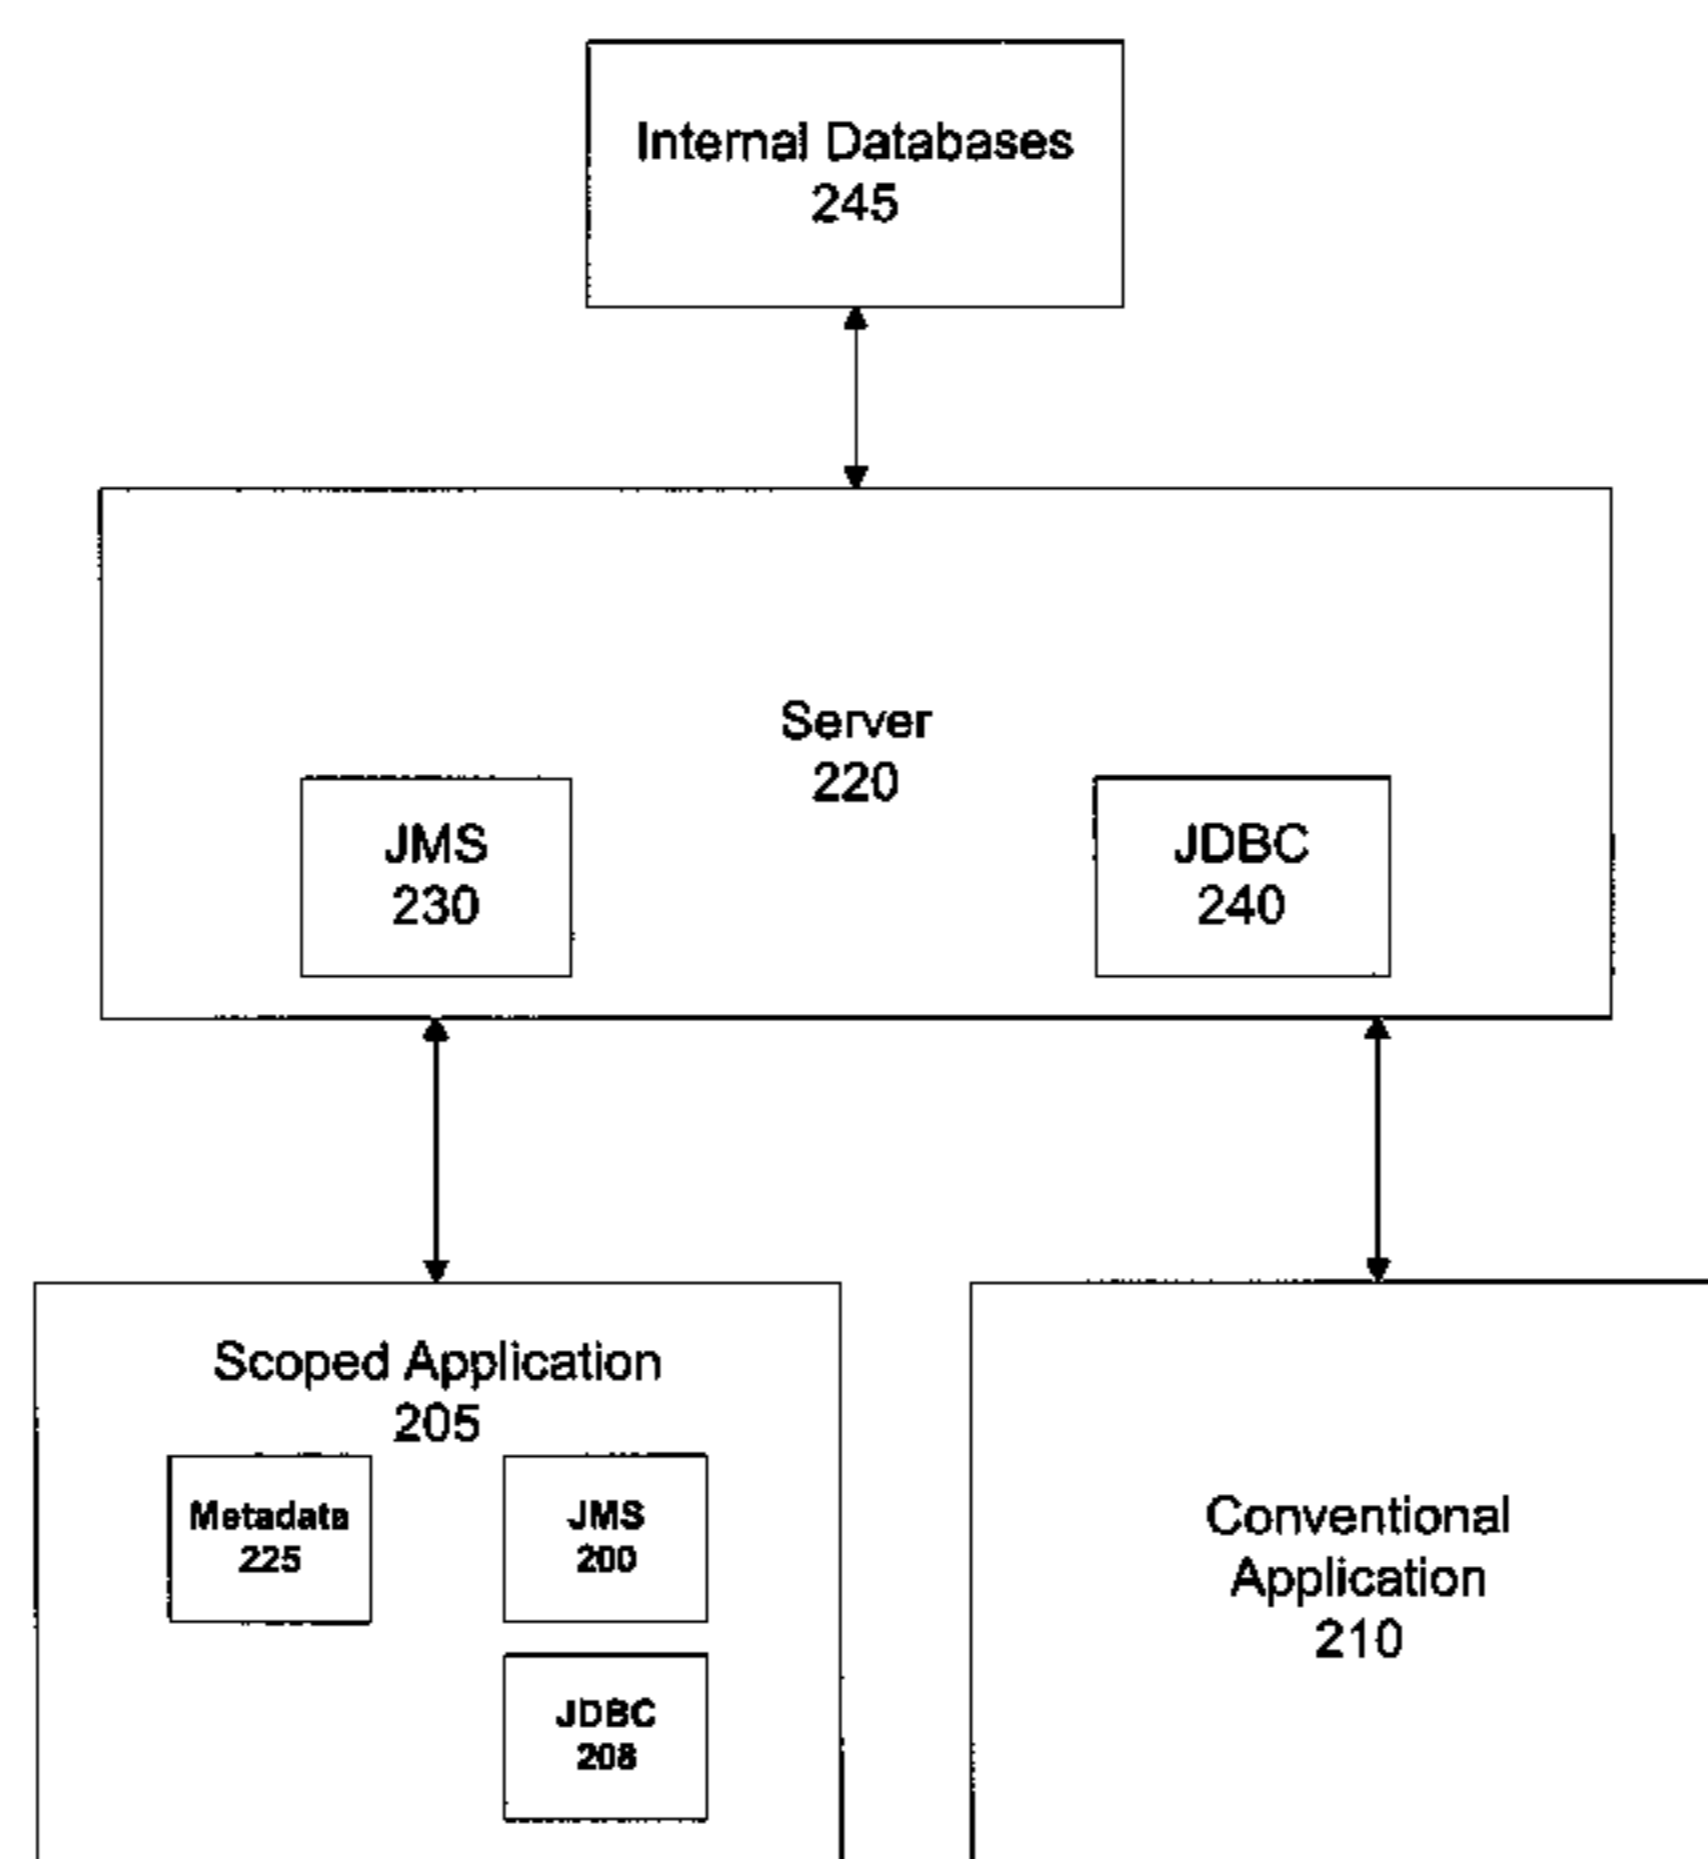 Internal Databases
245
Server
220
JMS
230
JDBC
240
Scoped Application
205
Metadata
225
JMS
200
JDBC
208
Conventional
Application
210